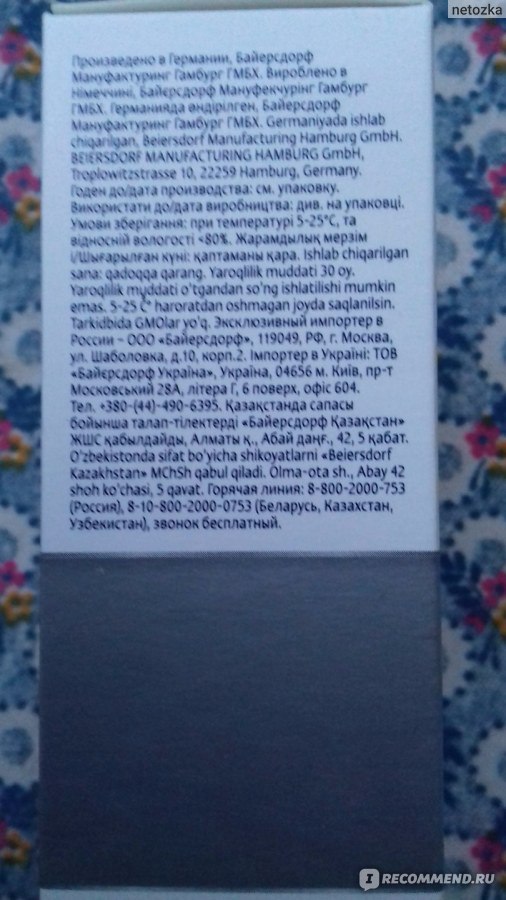 netozka
Произведено в Германии, Байерсдорф
Мануфактуринг Гамбург ГМБХ. Вироблено в
Німеччині, Байєрсдорф Мануфекчурінг Гамбург
ГМБХ. Германияда өндірілген, Байерсдорф
Мануфактуринг Гамбург ГМБХ. Germaniyada ishlab
chiqarilgan. Beiersdorf Manufacturing Hamburg GmbH.
BEIERSDORF MANUFACTURING HAMBURG GmbH,
Troplowitzstrasse 10, 22259 Hamburg, Germany.
Годен до/дата производства: см. упаковку.
Використати до/дата виробництва: див. на упаковці.
Умови зберігання: при температурі 5-25°С, та
відносній вологості <80%. Жарамдылық мерзім
і/Шығарылған күні: қаптаманы қара. Ishlab chiqarilgan
sana: qadoqqa qarang. Yaroqlilik muddati 30 oy.
Yaroqlilik muddati o'tgandan so'ng ishlatilishi mumkin
emas. 5-25 C° haroratdan oshmagan joyda saqlanilsin.
Tarkidbida GMOlar yo'q. Эксклюзивный импортер в
России – ООО «Байерсдорф», 119049, РФ, г. Москва,
ул. Шаболовка, д.10, корп.2. Імпортер в Україні: ТОВ
«Байєрсдорф Україна», Україна, 04656 м. Київ, пр-т
Московський 28А, літера Г, 6 поверх, офіс 604.
Тел. +380-(44)-490-6395. Қазақстанда сапасы
бойынша талап-тілектерді «Байерсдорф Қазақстан»
ЖШС қабылдайды, Алматы қ., Абай даңғ., 42, 5 қабат.
O'zbekistonda sifat bo'yicha shikoyatlarni «Beiersdorf
Kazakhstan» MChSh qabul qiladi. Olma-ota sh., Abay 42
shoh ko'chasi, 5 qavat. Горячая линия: 8-800-2000-753
(Россия), 8-10-800-2000-0753 (Беларусь, Казахстан,
Узбекистан), звонок бесплатный.
IRECOMMEND.RU